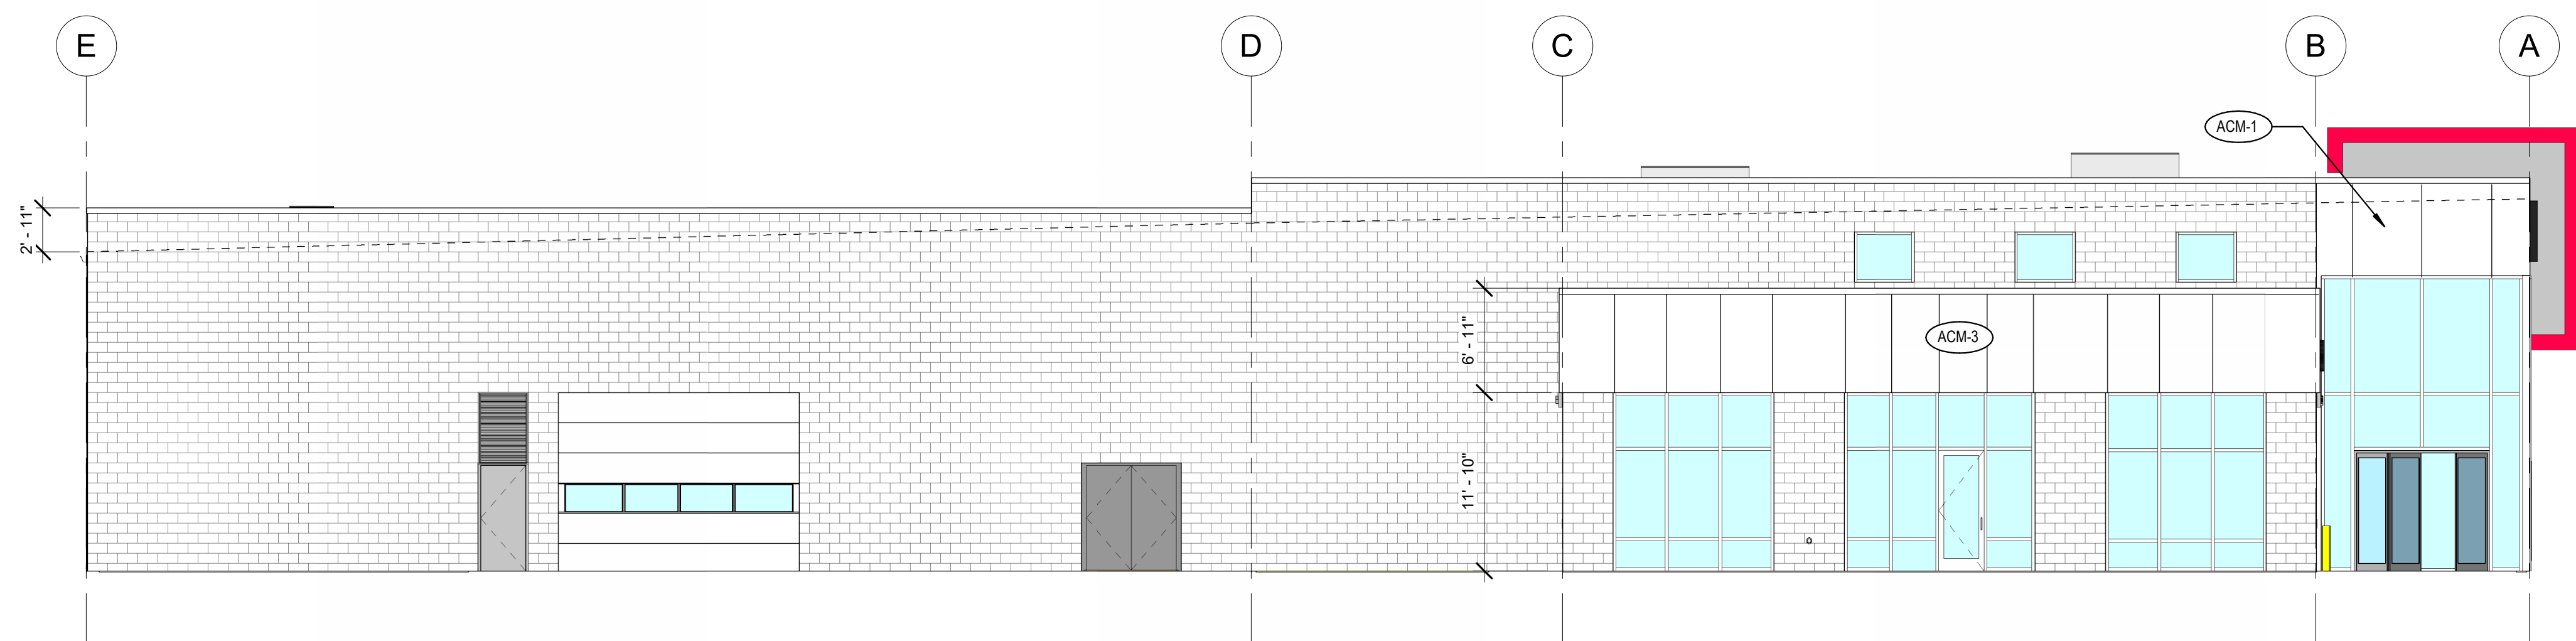 E
D
C
B
A
ACM-1
2' - 11"
6' - 11"
ACM-3
11' - 10"